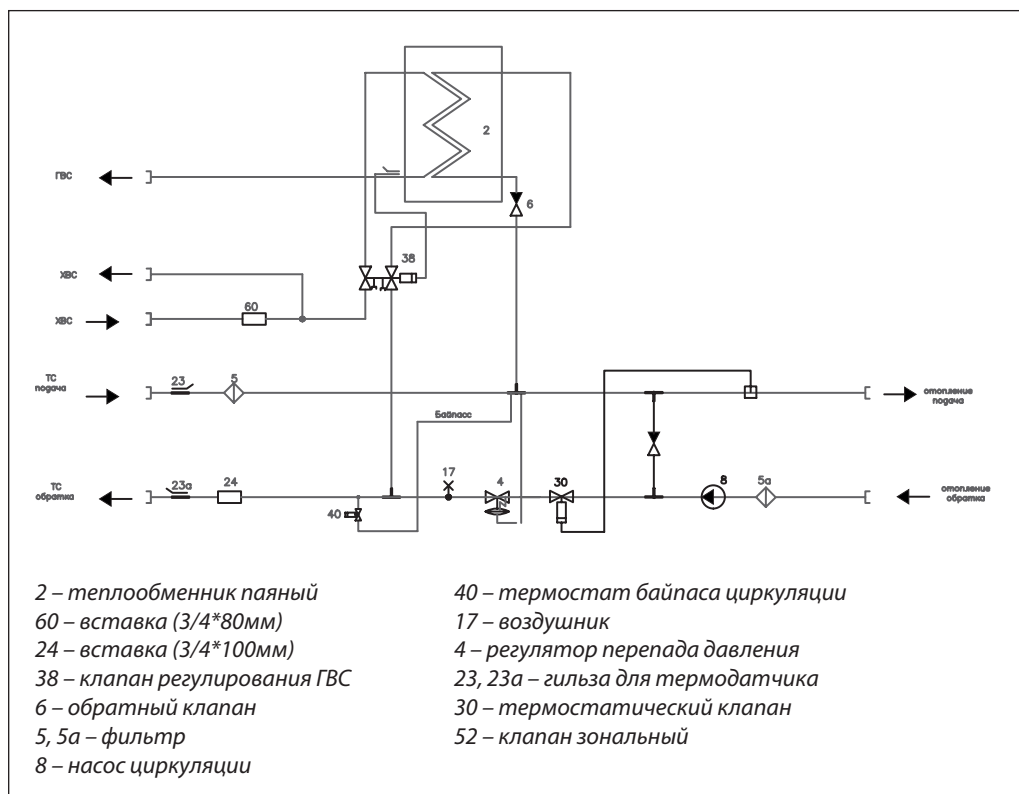 2
ГВС
6
38
ХВС
60
ХВС
ТС
подача
23
5
отопление
подача
Байпасс
ТС
обратка
23а
24
17
4
30
8
5а
отопление
обратка
40
2 – теплообменник паяный
60 – вставка (3/4*80мм)
24 – вставка (3/4*100мм)
38 – клапан регулирования ГВС
6 – обратный клапан
5, 5а – фильтр
8 – насос циркуляции
40 – термостат байпаса циркуляции
17 – воздушник
4 – регулятор перепада давления
23, 23а – гильза для термодатчика
30 – термостатический клапан
52 – клапан зональный